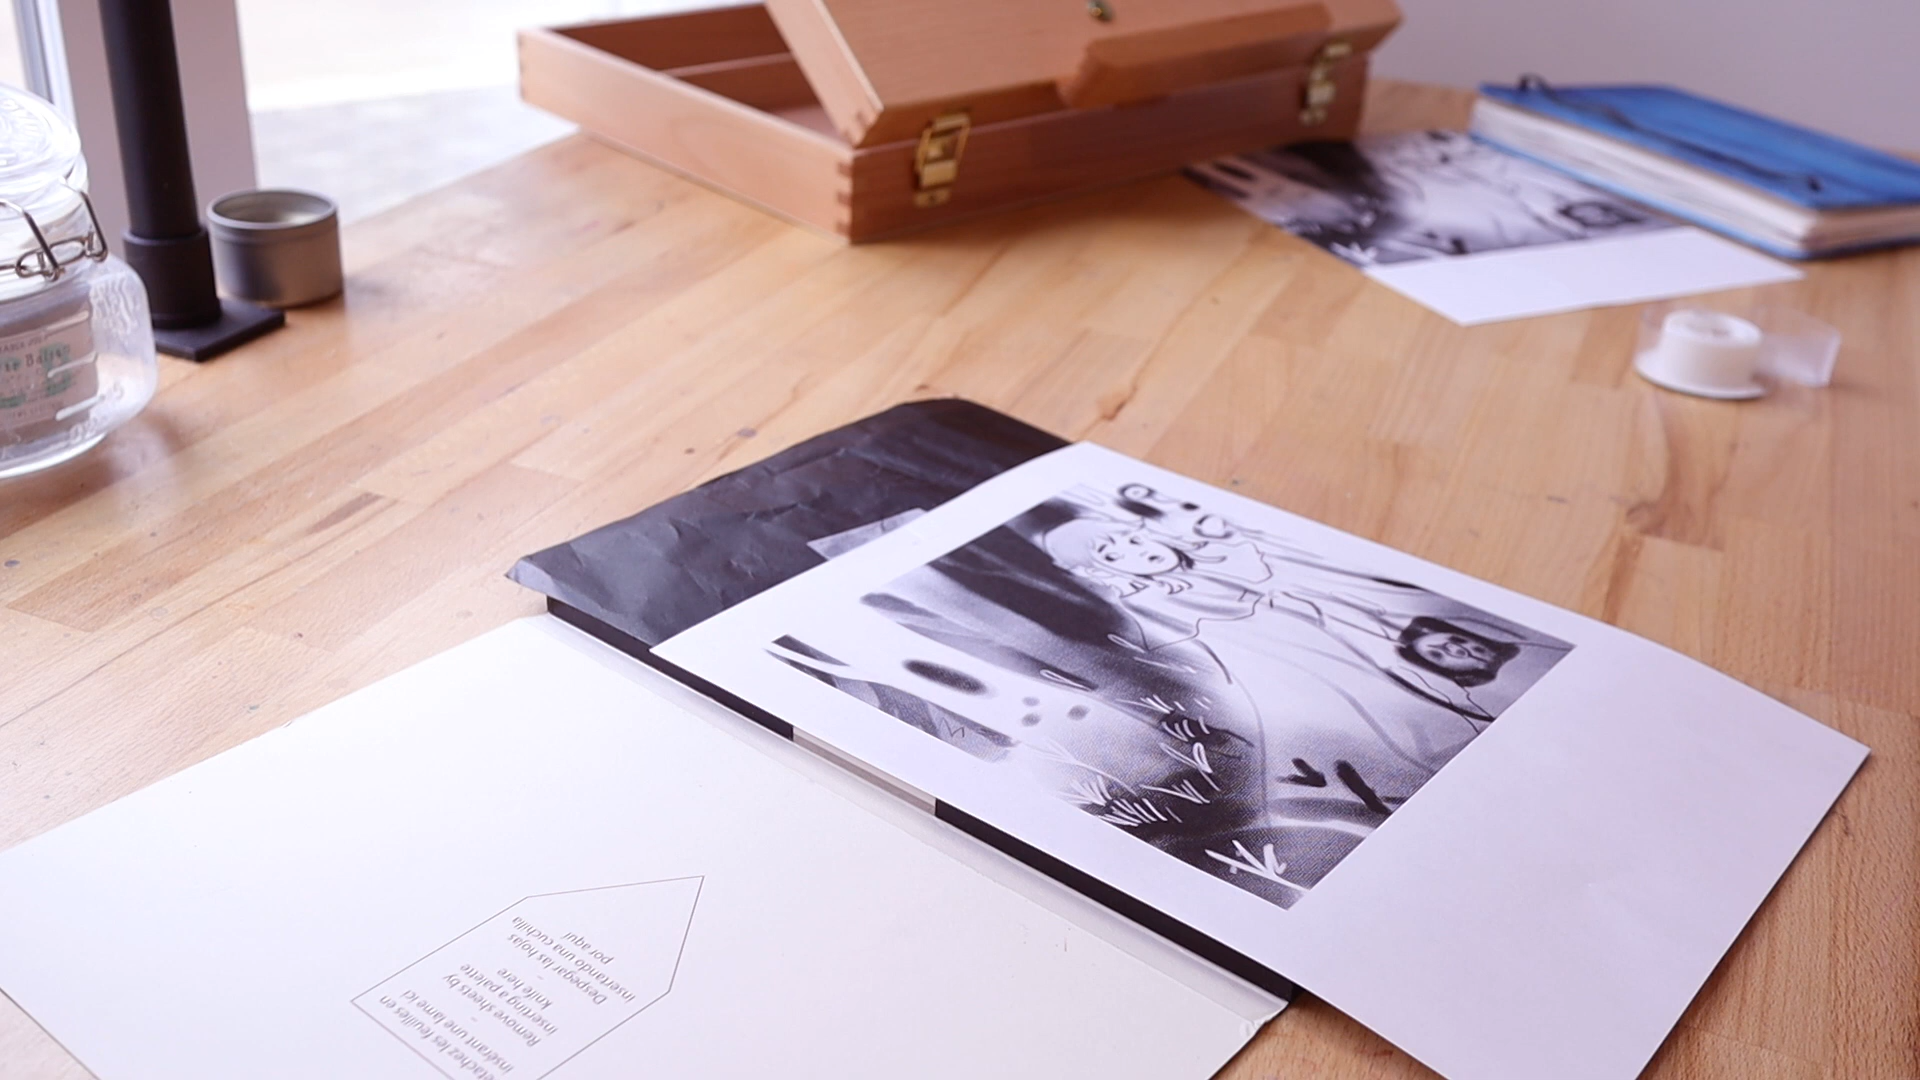 étachez les feuilles en
insérant une lame ici
–
Remove sheets by
inserting a palette
knife here
–
Despegar las hojas
insertando una cuchilla
por aquí